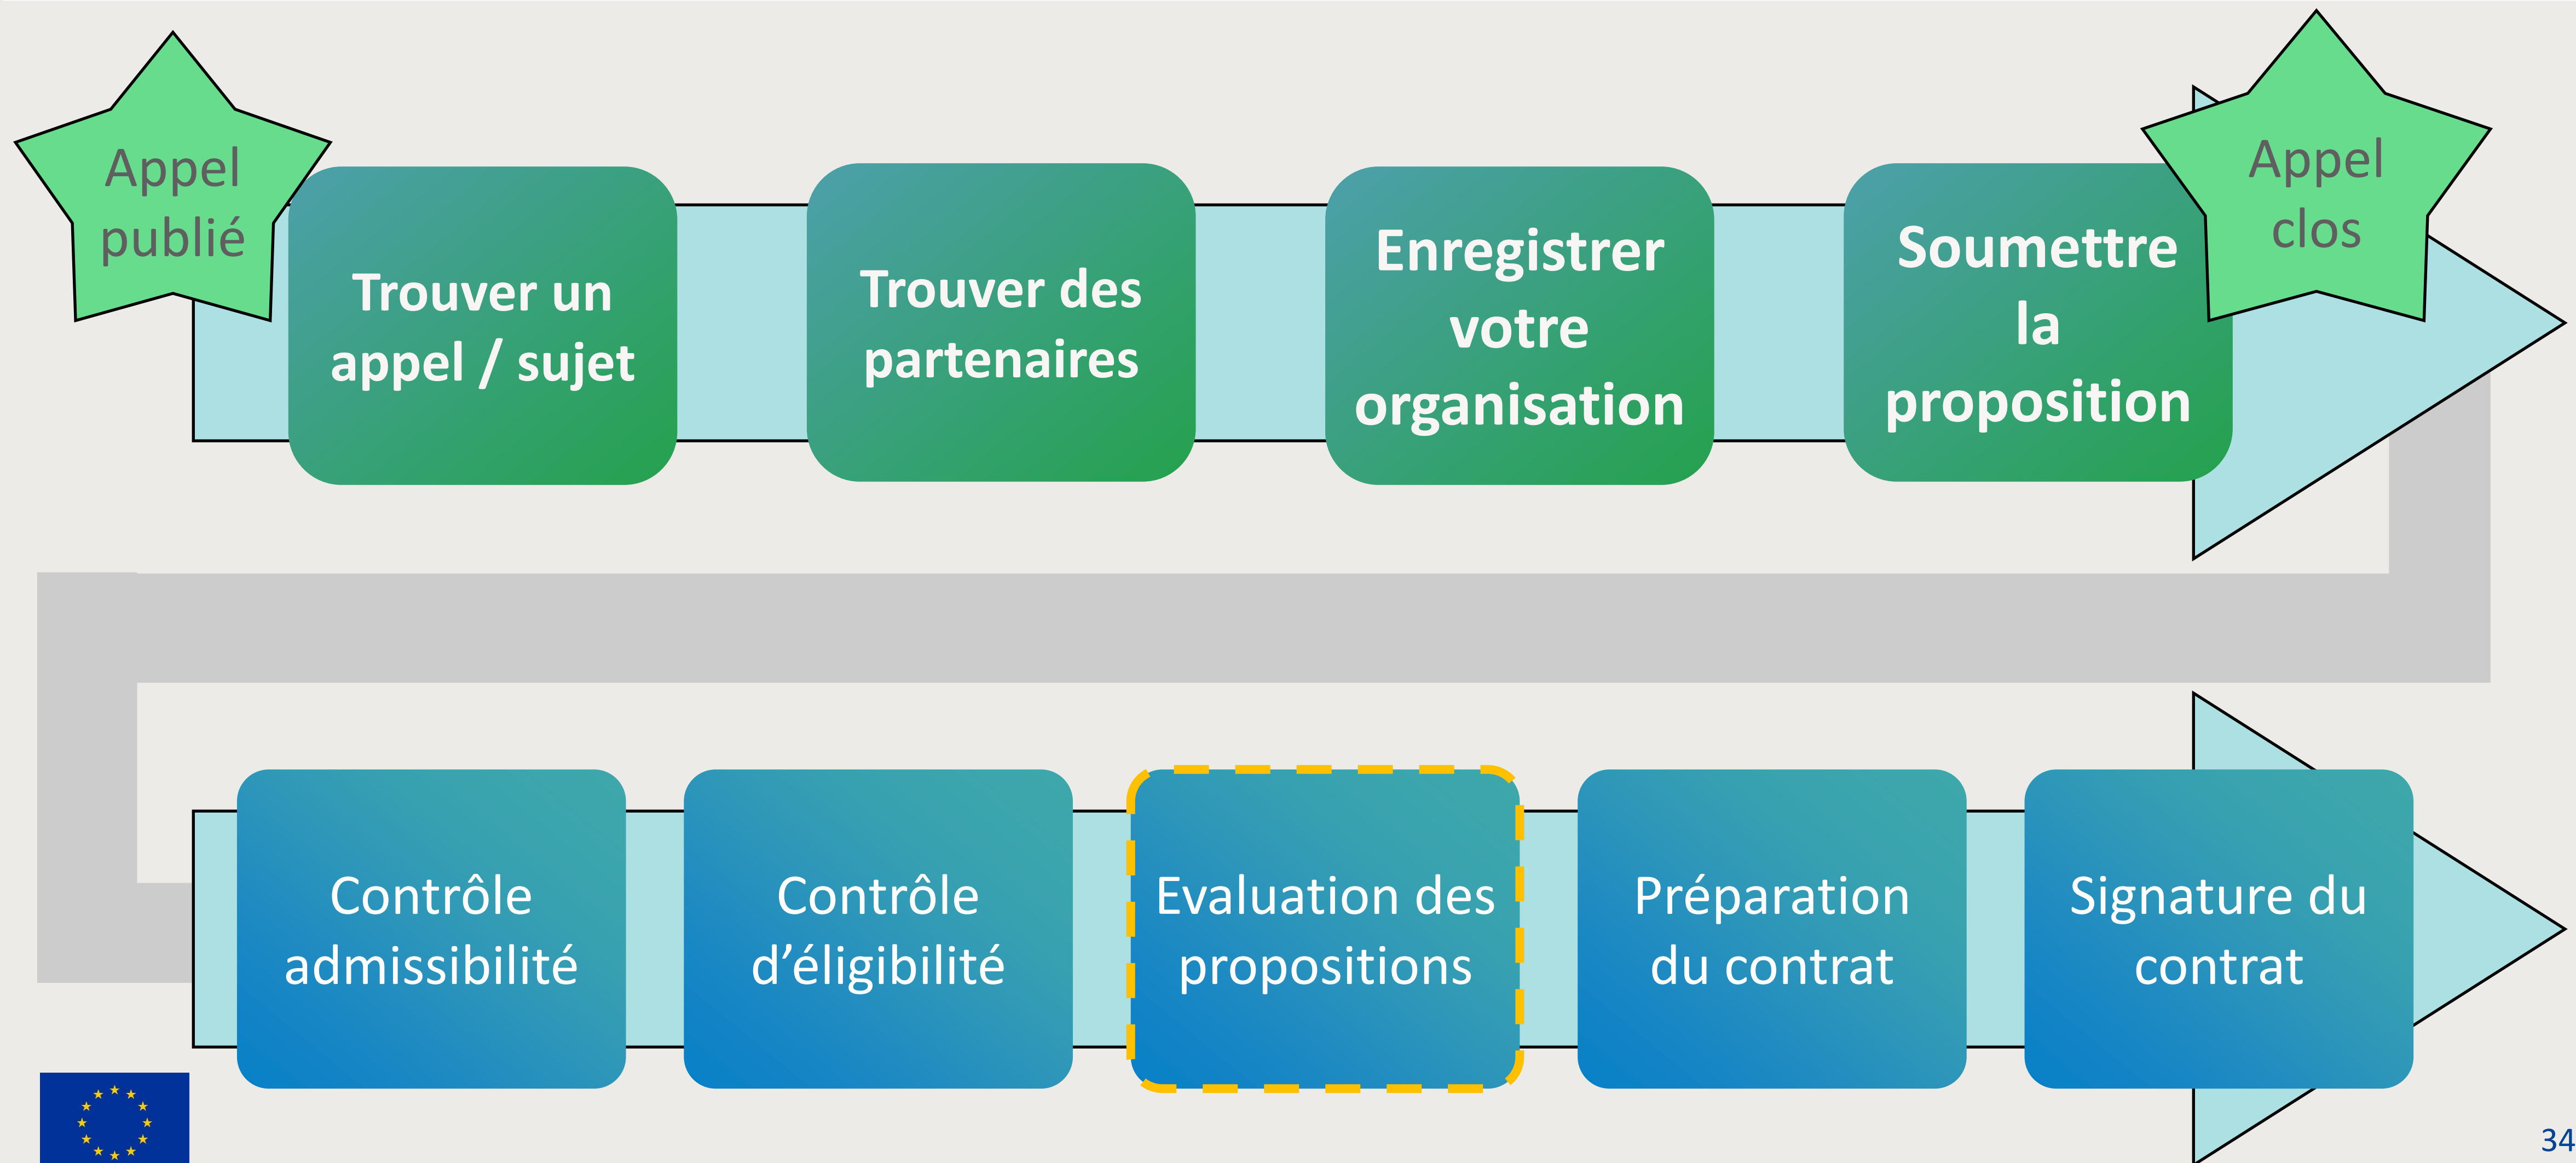 Appel
publié
Trouver un
appel / sujet
Trouver des
partenaires
Enregistrer
votre
organisation
Soumettre
la
proposition
Appel
clos
Contrôle
admissibilité
Contrôle
d’éligibilité
Evaluation des
propositions
Préparation
du contrat
Signature du
contrat
34